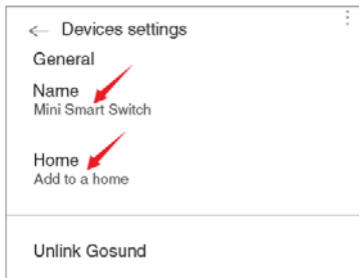 Devices settings
General
Name
Mini Smart Switch
Home
Add to a home
Unlink Gosund